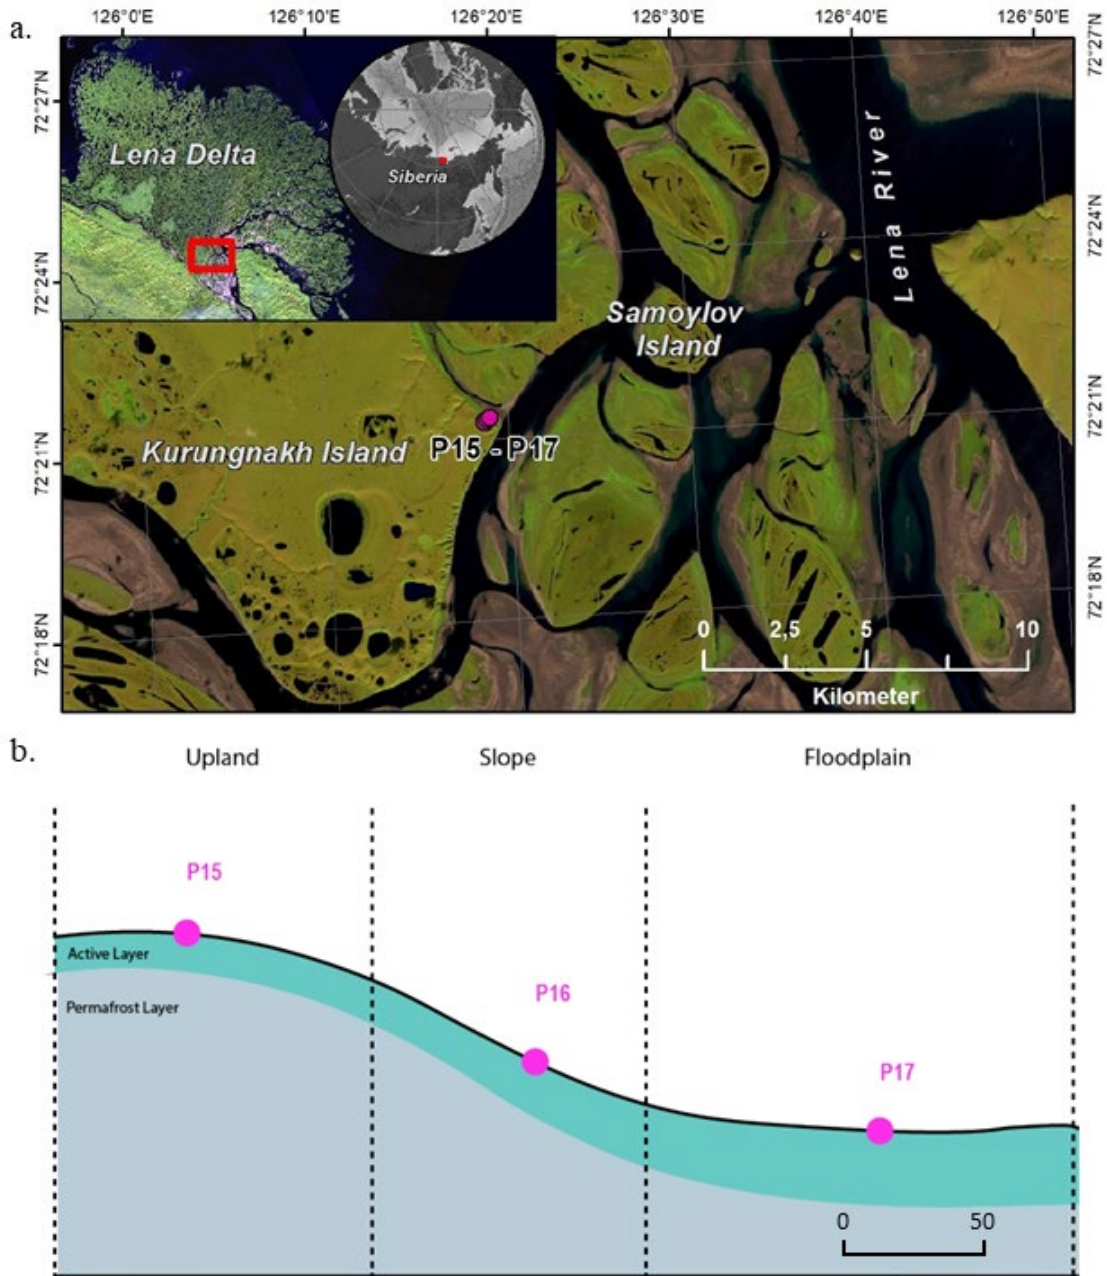 a.
126°0'E 126°10'E 126°20'E 126°30'E 126°40'E 126°50'E
72°27'N
72°24'N
72°21'N
72°18'N
72°27'N
72°24'N
72°21'N
72°18'N
Lena Delta
Siberia
Lena River
Samoylov
Island
Kurungnakh Island
P15 - P17
0 2,5 5 10
Kilometer
b.
Upland Slope Floodplain
P15
Active Layer
Permafrost Layer
P16
P17
0 50